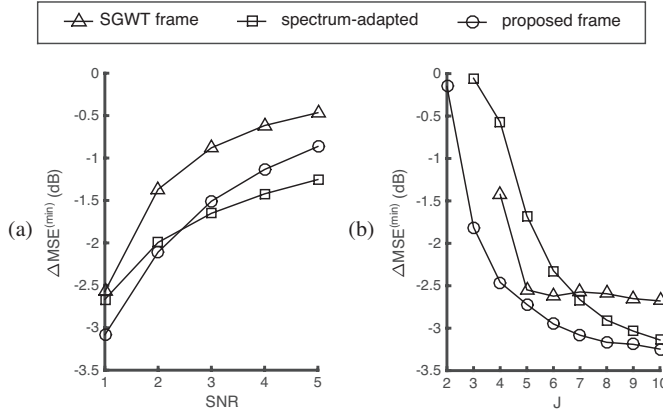 SGWT frame spectrum-adapted proposed frame
(a)
ΔMSE(min) (dB)
0
-0.5
-1
-1.5
-2
-2.5
-3
-3.5
1 2 3 4 5
SNR
(b)
ΔMSE(min) (dB)
0
-0.5
-1
-1.5
-2
-2.5
-3
-3.5
2 3 4 5 6 7 8 9 10
J